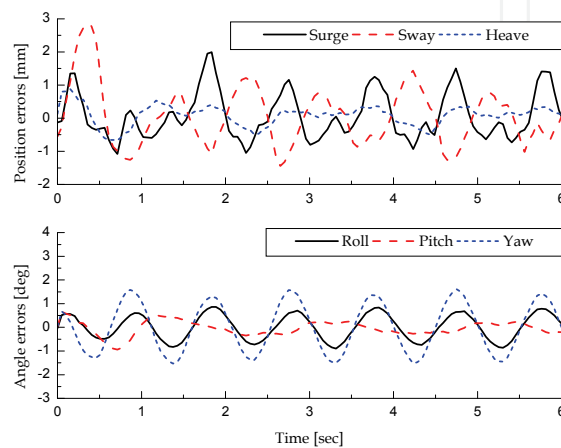 3
Surge Sway Heave
2
1
0
-1
-2
Position errors [mm]
0 1 2 3 4 5 6
Time [sec]
4
Roll Pitch Yaw
3
2
1
0
-1
-2
-3
Angle errors [deg]
0 1 2 3 4 5 6
Time [sec]